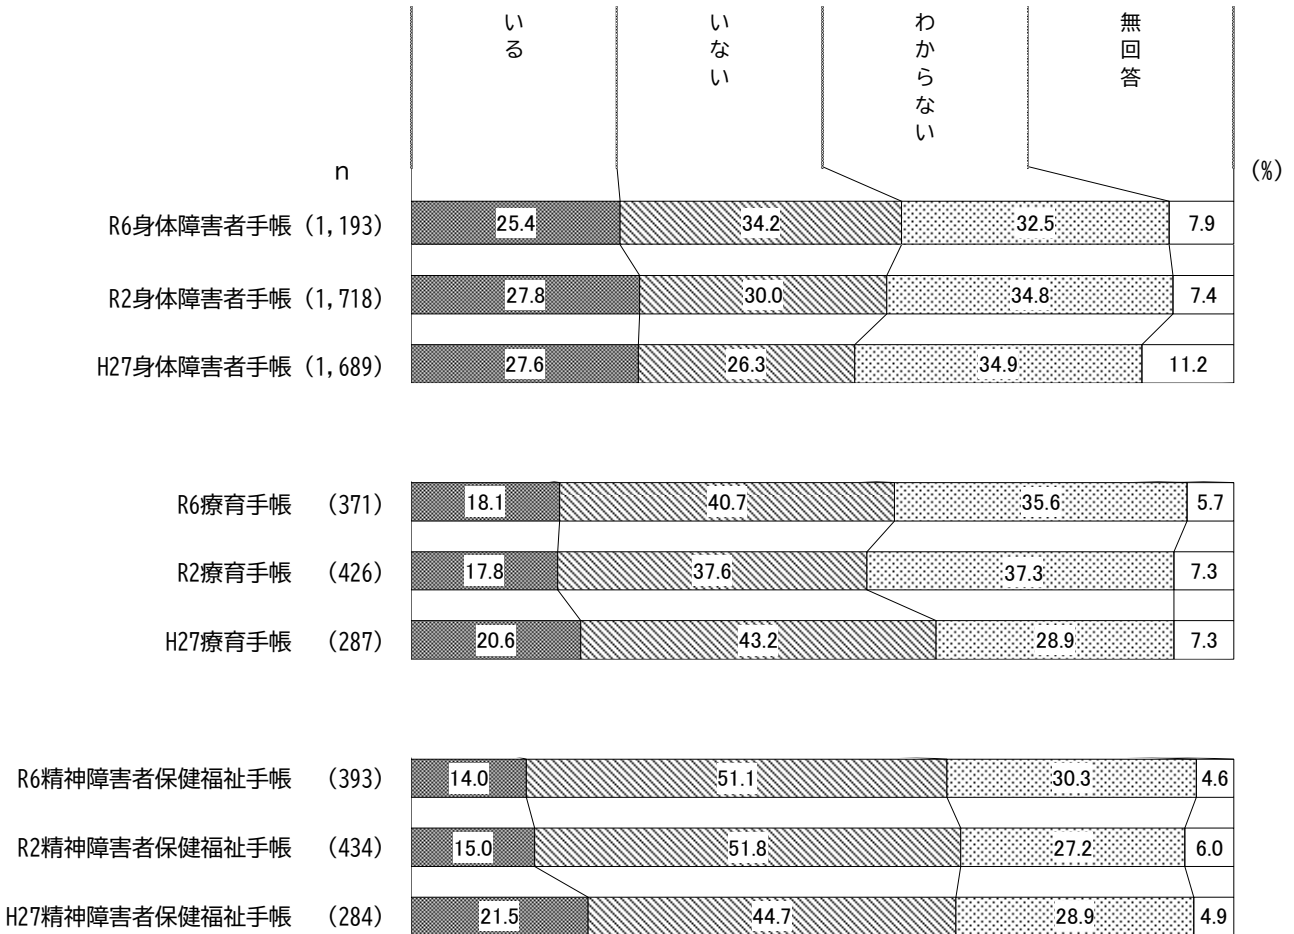 いる
いない
わからない
無回答
n
(%)
R6身体障害者手帳 (1,193) 25.4 34.2 32.5 7.9
R2身体障害者手帳 (1,718) 27.8 30.0 34.8 7.4
H27身体障害者手帳 (1,689) 27.6 26.3 34.9 11.2
R6療育手帳 (371) 18.1 40.7 35.6 5.7
R2療育手帳 (426) 17.8 37.6 37.3 7.3
H27療育手帳 (287) 20.6 43.2 28.9 7.3
R6精神障害者保健福祉手帳 (393) 14.0 51.1 30.3 4.6
R2精神障害者保健福祉手帳 (434) 15.0 51.8 27.2 6.0
H27精神障害者保健福祉手帳 (284) 21.5 44.7 28.9 4.9